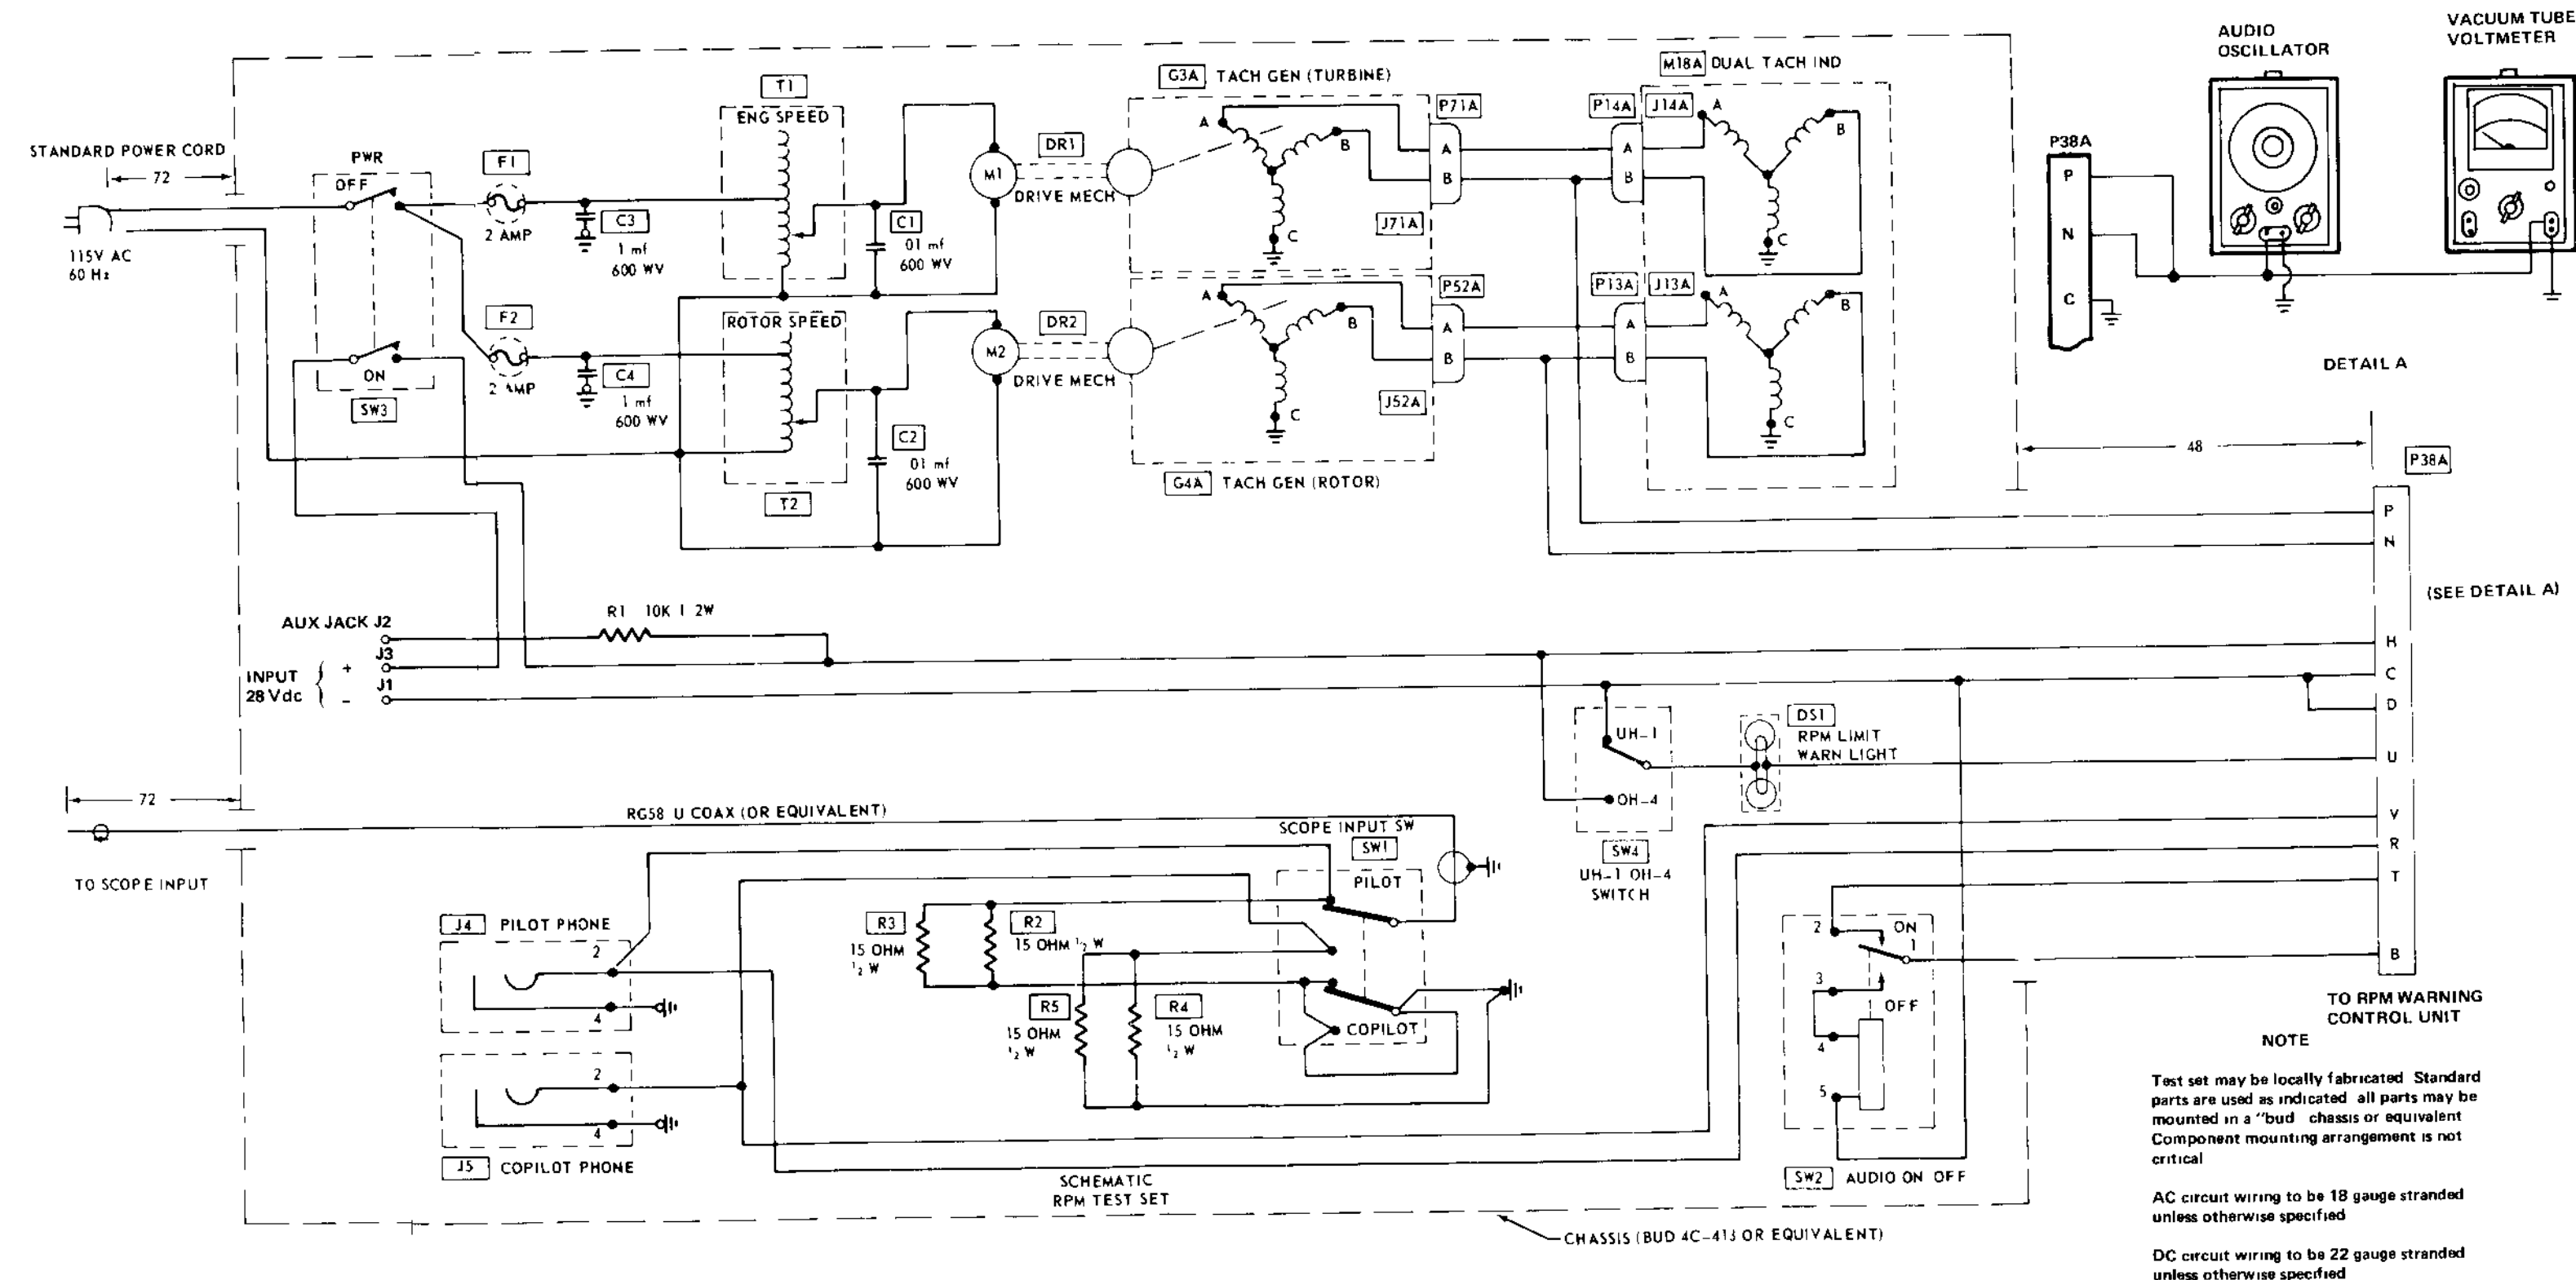 STANDARD POWER CORD
72
115V AC
60 Hz
PWR
OFF
ON
SW3
F1
2 AMP
F2
2 AMP
C3
1 mf
600 WV
C4
1 mf
600 WV
T1
ENG SPEED
ROTOR SPEED
T2
C1
01 mf
600 WV
C2
01 mf
600 WV
M1
DR1
DRIVE MECH
M2
DR2
DRIVE MECH
G3A TACH GEN (TURBINE)
A
B
C
P71A
A
B
J71A
A
B
C
P52A
A
B
J52A
G4A TACH GEN (ROTOR)
M18A DUAL TACH IND
P14A J14A
A
B
A
B
C
P13A J13A
A
B
A
B
C
AUDIO
OSCILLATOR
VACUUM TUBE
VOLTMETER
P38A
P
N
C
DETAIL A
48
P38A
P
N
(SEE DETAIL A)
H
C
D
U
V
R
T
B
TO RPM WARNING
CONTROL UNIT
AUX JACK J2
R1 10K 1 2W
J3
INPUT
28 Vdc
+
–
J1
UH-1
OH-4
SW4
UH-1 OH-4
SWITCH
DS1
RPM LIMIT
WARN LIGHT
72
TO SCOPE INPUT
RG58 U COAX (OR EQUIVALENT)
SCOPE INPUT SW
SW1
PILOT
COPILOT
J4 PILOT PHONE
2
4
2
4
J5 COPILOT PHONE
R3
15 OHM
1/2 W
R2
15 OHM 1/2 W
R5
15 OHM
1/2 W
R4
15 OHM
1/2 W
2
ON
1
3
OFF
4
5
SW2 AUDIO ON OFF
SCHEMATIC
RPM TEST SET
CHASSIS (BUD 4C-413 OR EQUIVALENT)
NOTE
Test set may be locally fabricated Standard
parts are used as indicated all parts may be
mounted in a "bud chassis or equivalent
Component mounting arrangement is not
critical
AC circuit wiring to be 18 gauge stranded
unless otherwise specified
DC circuit wiring to be 22 gauge stranded
unless otherwise specified